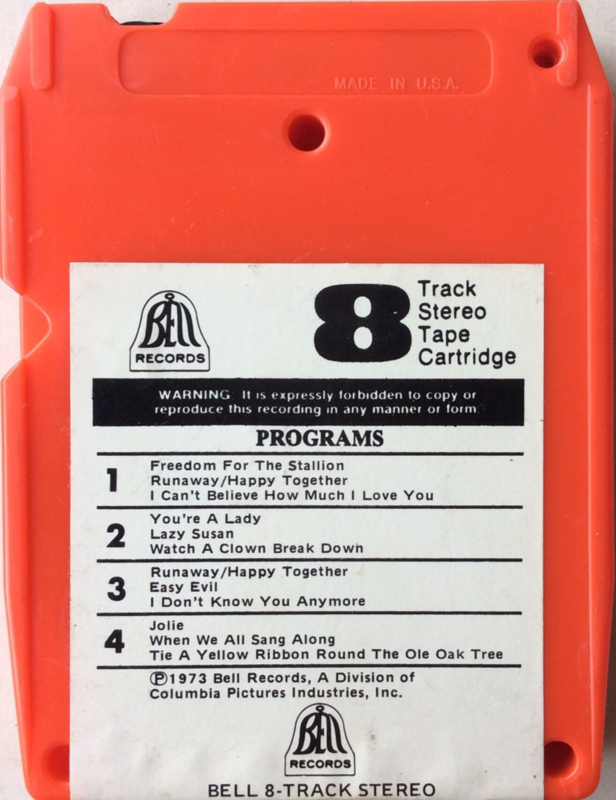 MADE IN U.S.A.
BELL
RECORDS
8
Track
Stereo
Tape
Cartridge
WARNING It is expressly forbidden to copy or
reproduce this recording in any manner or form.
PROGRAMS
1
Freedom For The Stallion
Runaway/Happy Together
I Can't Believe How Much I Love You
2
You're A Lady
Lazy Susan
Watch A Clown Break Down
3
Runaway/Happy Together
Easy Evil
I Don't Know You Anymore
4
Jolie
When We All Sang Along
Tie A Yellow Ribbon Round The Ole Oak Tree
℗1973 Bell Records, A Division of
Columbia Pictures Industries, Inc.
BELL
RECORDS
BELL 8-TRACK STEREO